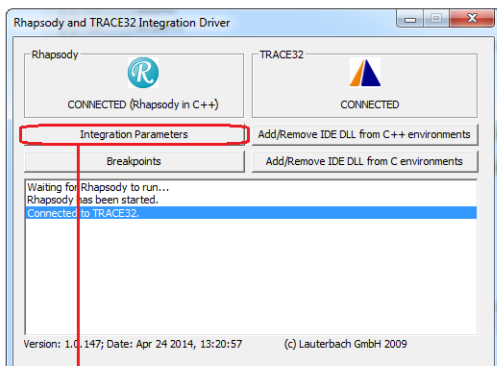 Rhapsody and TRACE32 Integration Driver
Rhapsody
TRACE32
R
CONNECTED (Rhapsody in C++)
CONNECTED
Integration Parameters
Add/Remove IDE DLL from C++ environments
Breakpoints
Add/Remove IDE DLL from C environments
Waiting for Rhapsody to run...
Rhapsody has been started.
Connected to TRACE32.
Version: 1.0.147; Date: Apr 24 2014, 13:20:57
(c) Lauterbach GmbH 2009